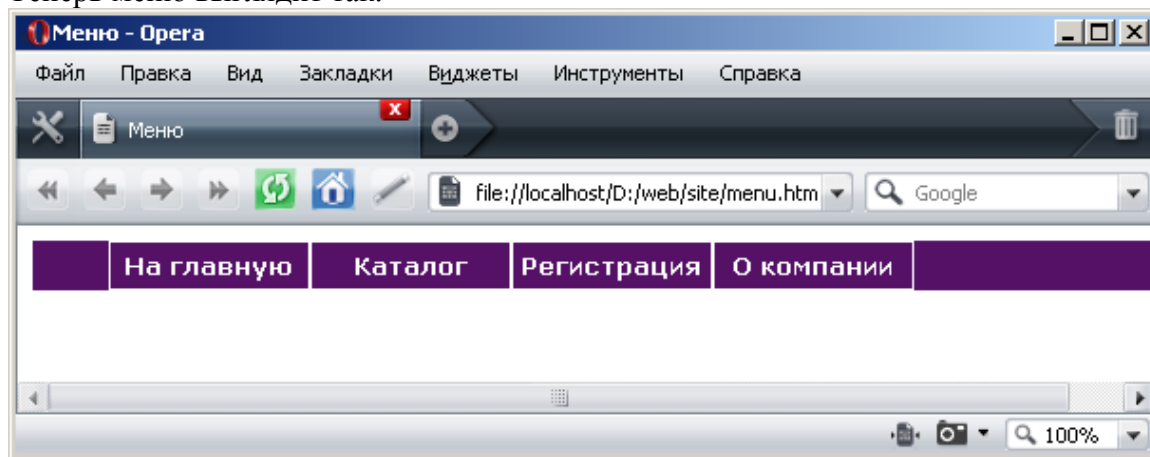 Меню - Opera
Файл Правка Вид Закладки Виджеты Инструменты Справка
Меню
file://localhost/D:/web/site/menu.htm Google
На главную Каталог Регистрация О компании
100%